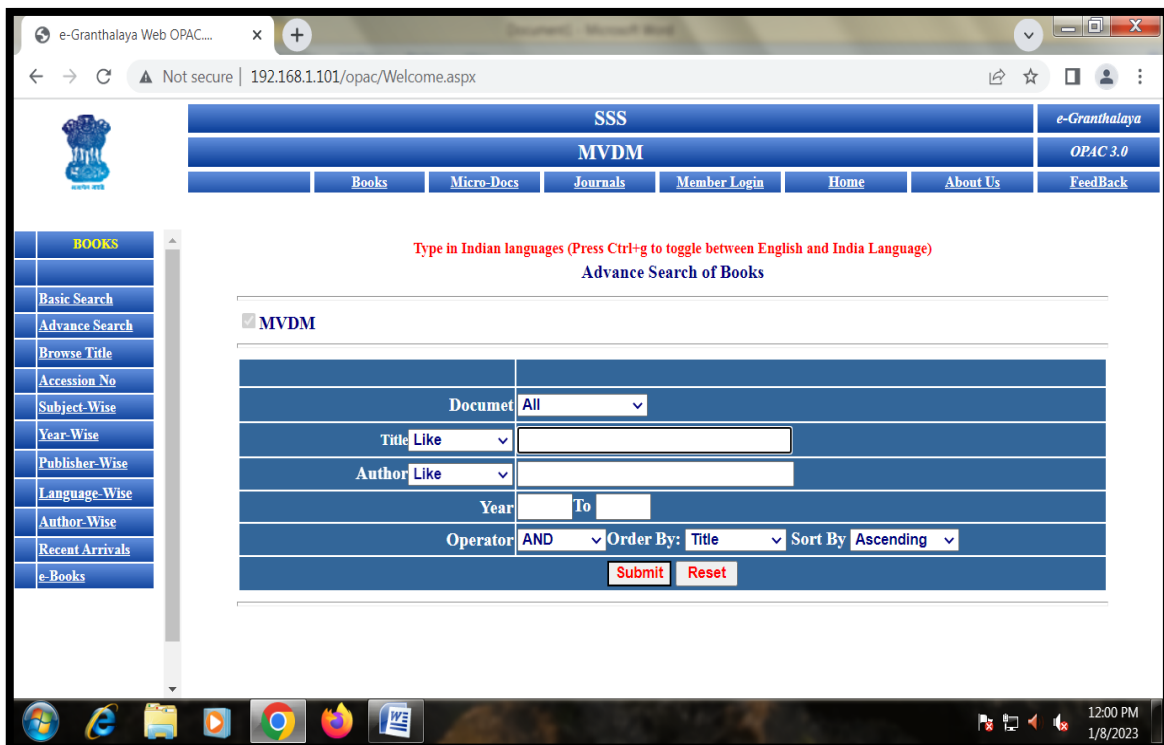 e-Granthalaya Web OPAC....
Not secure | 192.168.1.101/opac/Welcome.aspx
SSS
e-Granthalaya
MVDM
OPAC 3.0
Books Micro-Docs Journals Member Login Home About Us FeedBack
BOOKS
Basic Search
Advance Search
Browse Title
Accession No
Subject-Wise
Year-Wise
Publisher-Wise
Language-Wise
Author-Wise
Recent Arrivals
e-Books
Type in Indian languages (Press Ctrl+g to toggle between English and India Language)
Advance Search of Books
MVDM
Documet All
Title Like
Author Like
Year To
Operator AND Order By: Title Sort By Ascending
Submit Reset
12:00 PM
1/8/2023